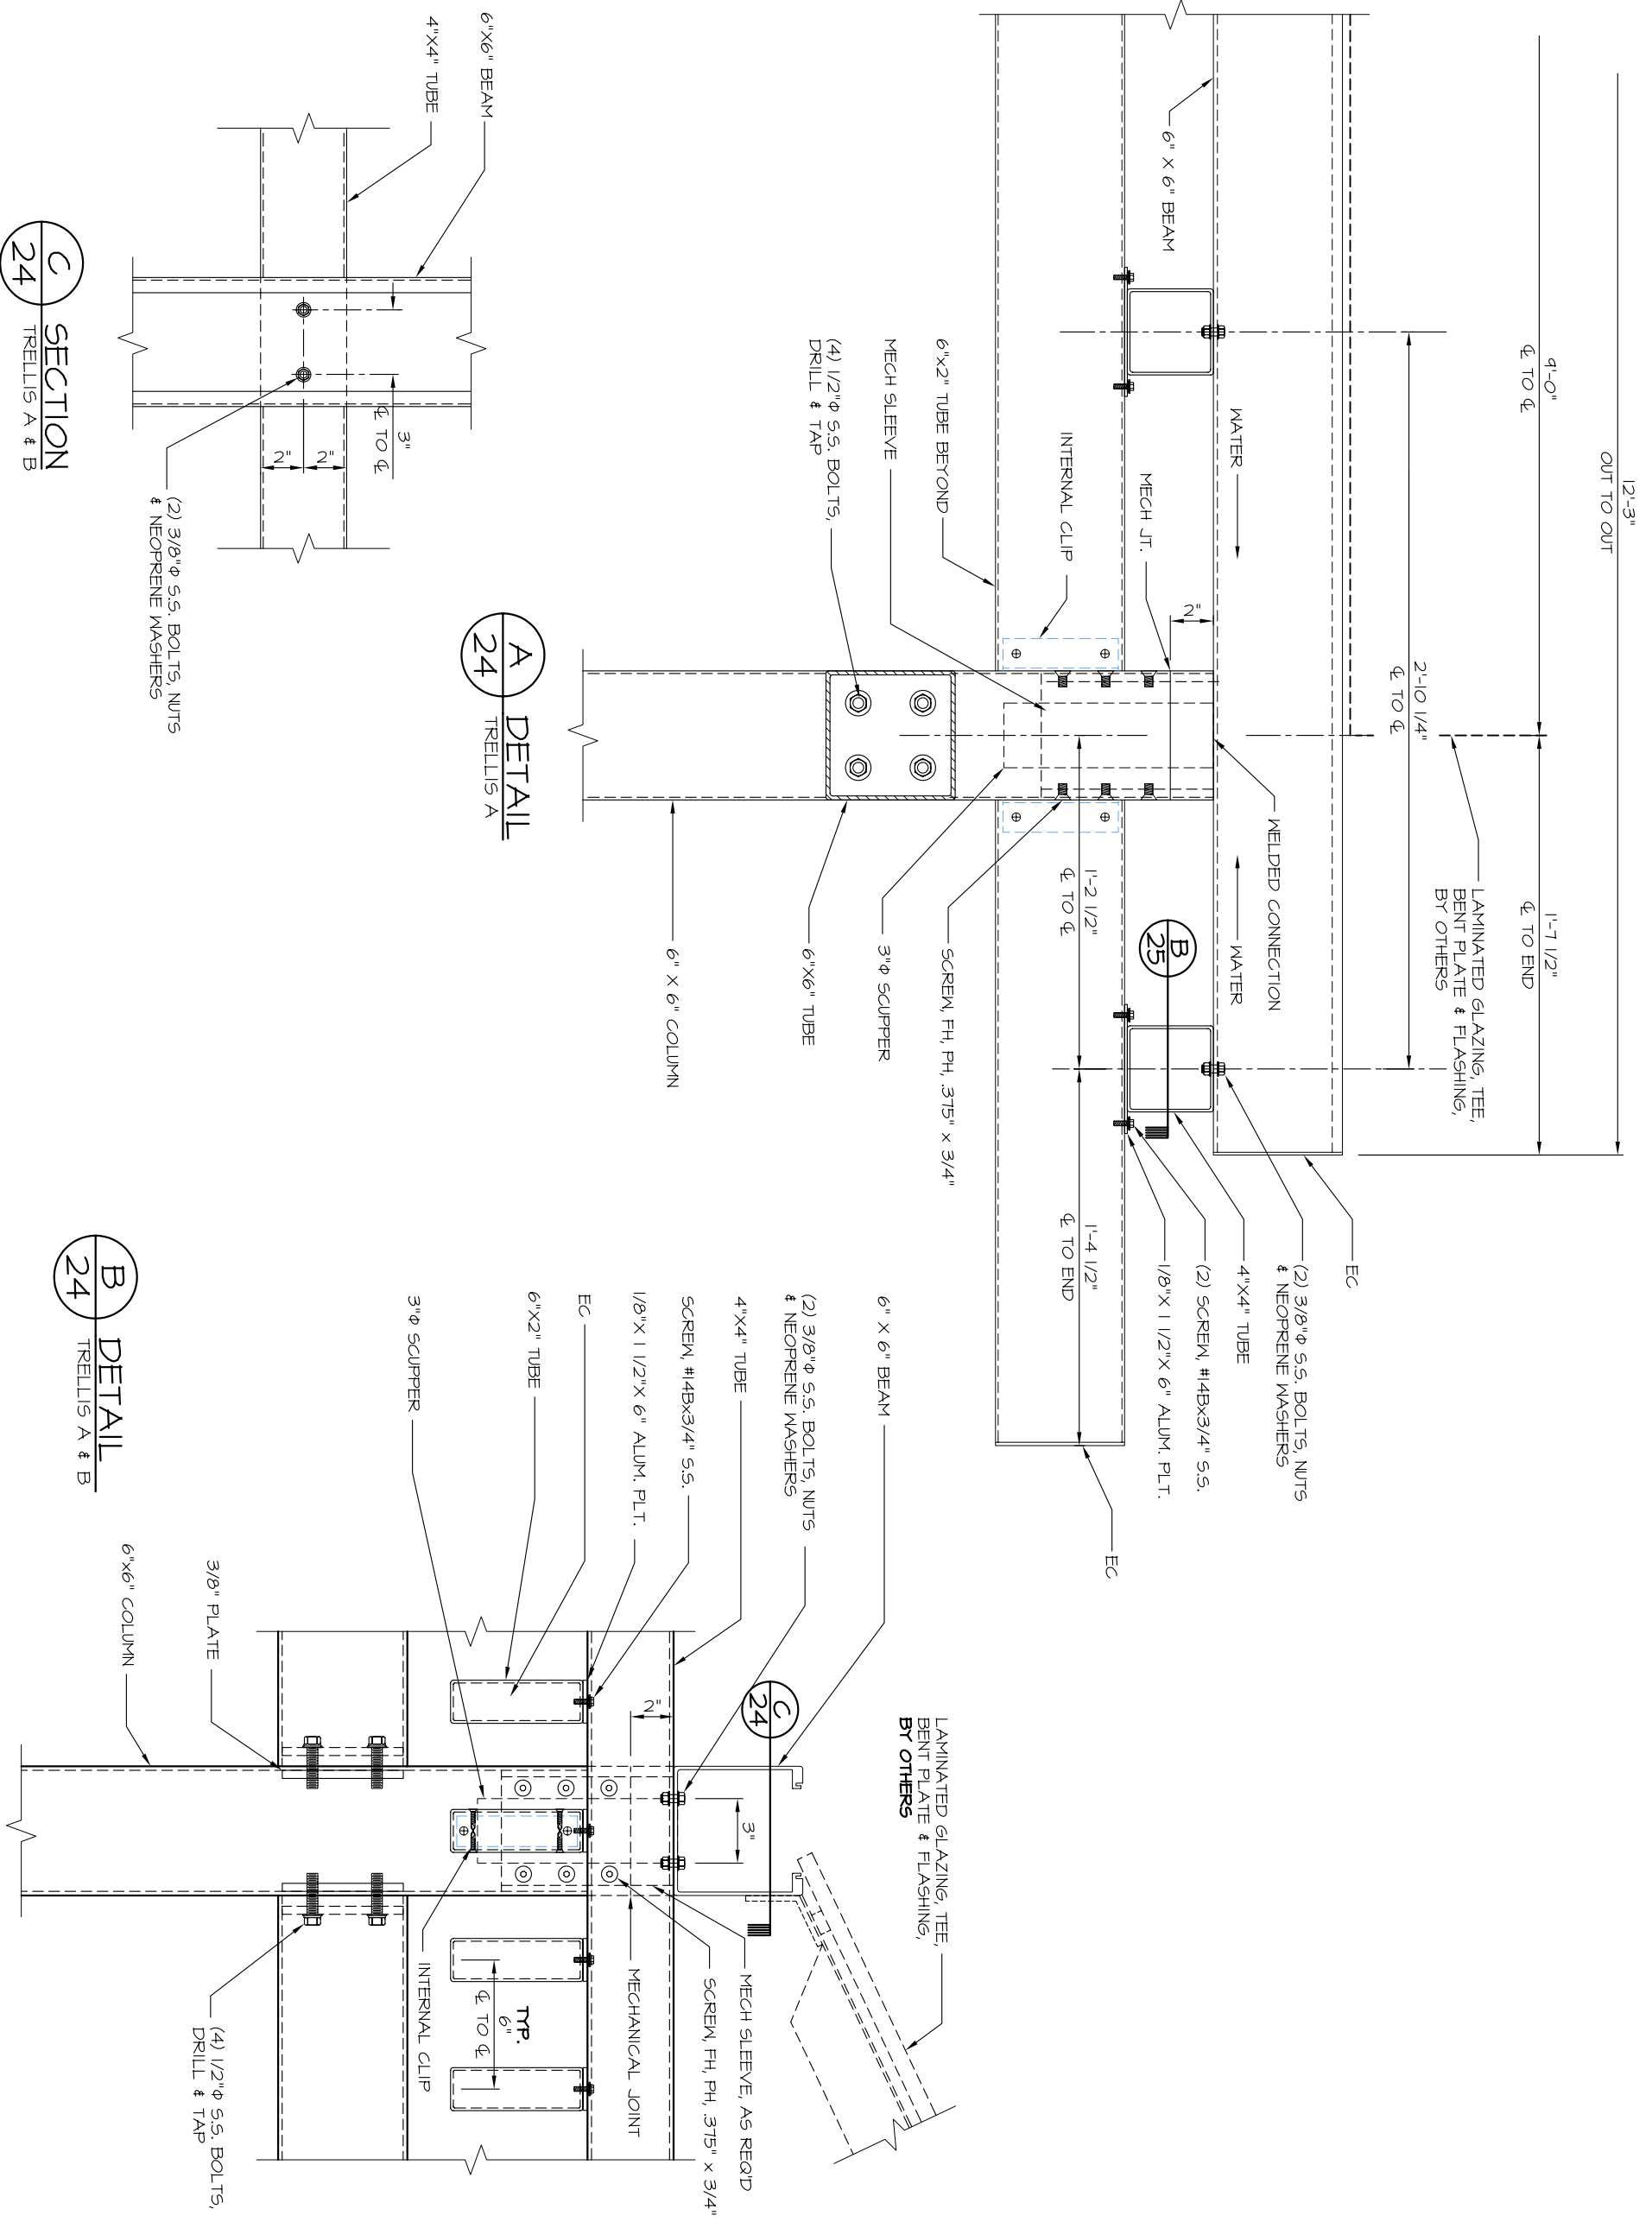 12'-3"
OUT TO OUT
9'-0"
℄ TO ℄
1'-7 1/2"
℄ TO END
LAMINATED GLAZING, TEE,
BENT PLATE & FLASHING,
BY OTHERS
2'-10 1/4"
℄ TO ℄
6" X 6" BEAM
WATER
WATER
WELDED CONNECTION
EC
(2) 3/8"Φ S.S. BOLTS, NUTS
& NEOPRENE WASHERS
4"X4" TUBE
(2) SCREW, #14Bx3/4" S.S.
1/8"X 1 1/2"X 6" ALUM. PLT.
EC
B
25
2"
MECH JT.
INTERNAL CLIP
1'-2 1/2"
℄ TO ℄
1'-4 1/2"
℄ TO END
6"x2" TUBE BEYOND
MECH SLEEVE
(4) 1/2"Φ S.S. BOLTS,
DRILL & TAP
SCREW, FH, PH, .375" x 3/4"
3"Φ SCUPPER
6"X6" TUBE
6" X 6" COLUMN
A
24
DETAIL
TRELLIS A
6"X6" BEAM
4"X4" TUBE
3"
℄ TO ℄
2"
2"
(2) 3/8"Φ S.S. BOLTS, NUTS
& NEOPRENE WASHERS
C
24
SECTION
TRELLIS A & B
LAMINATED GLAZING, TEE,
BENT PLATE & FLASHING,
BY OTHERS
6" X 6" BEAM
(2) 3/8"Φ S.S. BOLTS, NUTS
& NEOPRENE WASHERS
4"X4" TUBE
SCREW, #14Bx3/4" S.S.
1/8"X 1 1/2"X 6" ALUM. PLT.
EC
6"X2" TUBE
3"Φ SCUPPER
C
24
3"
2"
MECH SLEEVE, AS REQ'D
SCREW, FH, PH, .375" x 3/4"
MECHANICAL JOINT
TYP.
6"
℄ TO ℄
INTERNAL CLIP
3/8" PLATE
6"x6" COLUMN
(4) 1/2"Φ S.S. BOLTS,
DRILL & TAP
B
24
DETAIL
TRELLIS A & B